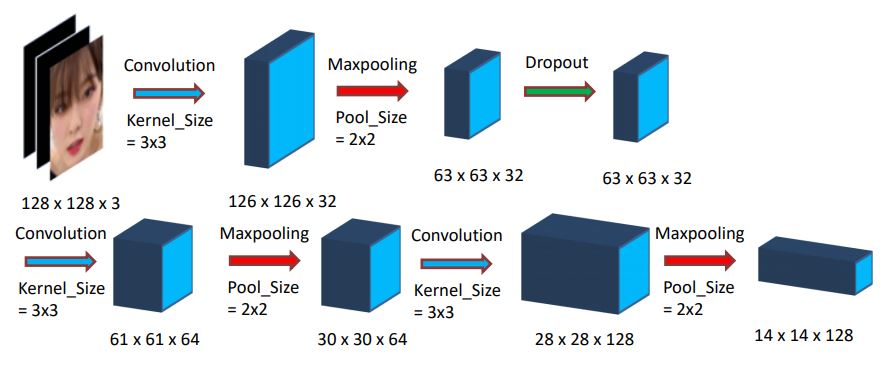 Convolution
Kernel_Size
= 3x3
Maxpooling
Pool_Size
= 2x2
Dropout
128 x 128 x 3
126 x 126 x 32
63 x 63 x 32
63 x 63 x 32
Convolution
Kernel_Size
= 3x3
Maxpooling
Pool_Size
= 2x2
Convolution
Kernel_Size
= 3x3
Maxpooling
Pool_Size
= 2x2
61 x 61 x 64
30 x 30 x 64
28 x 28 x 128
14 x 14 x 128